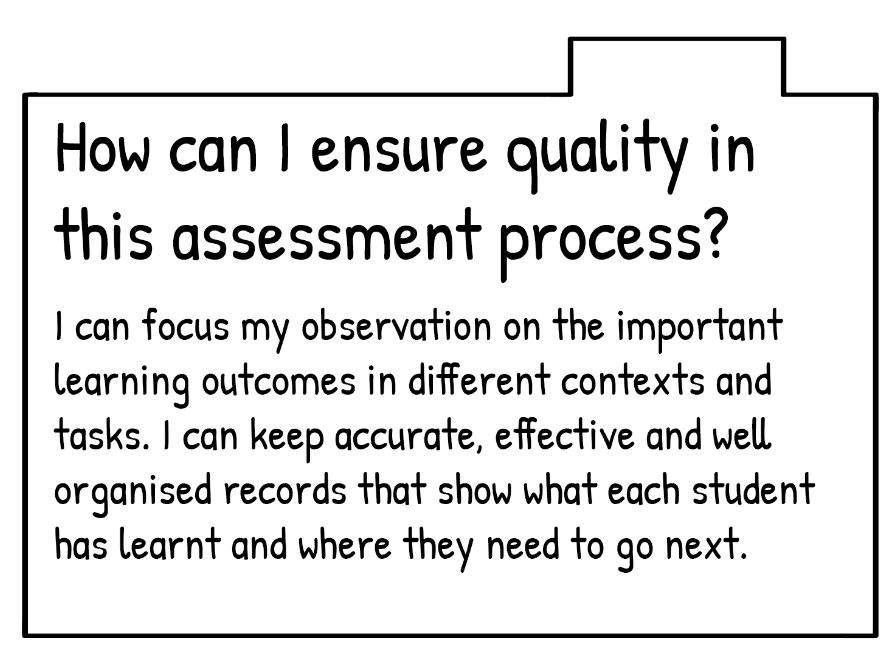 How can I ensure quality in
this assessment process?
I can focus my observation on the important
learning outcomes in different contexts and
tasks. I can keep accurate, effective and well
organised records that show what each student
has learnt and where they need to go next.